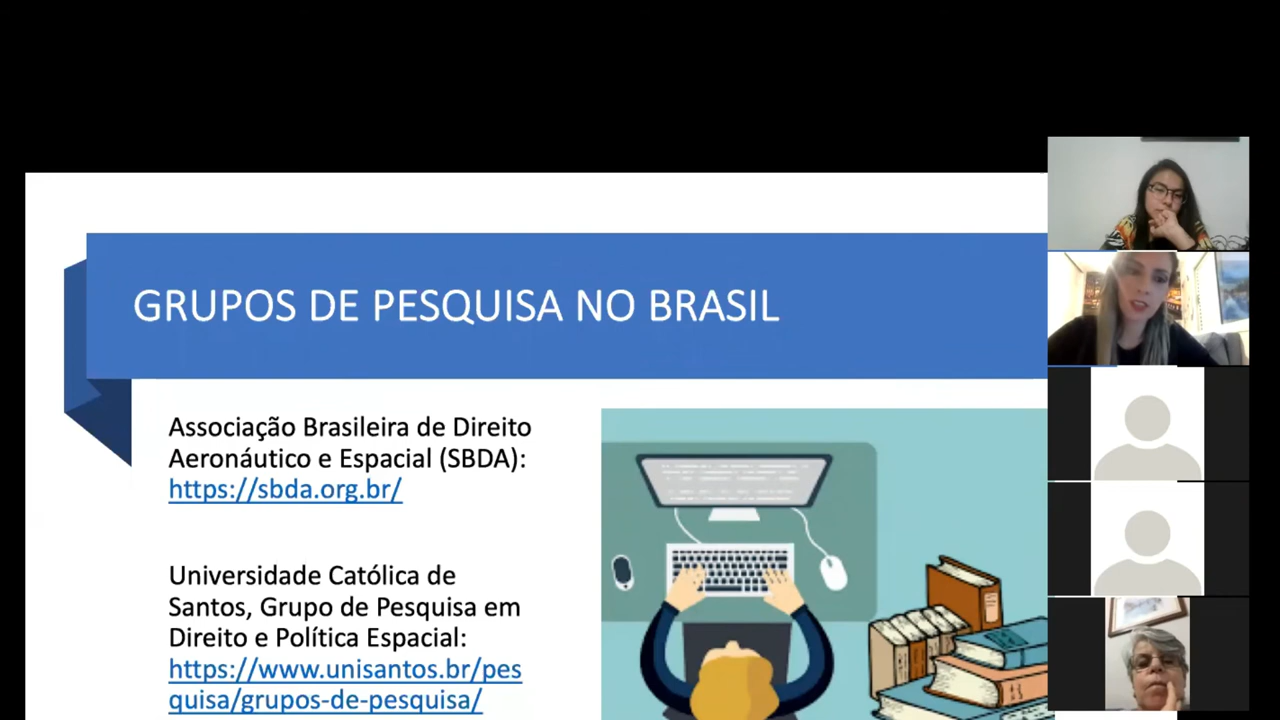 GRUPOS DE PESQUISA NO BRASIL
Associação Brasileira de Direito
Aeronáutico e Espacial (SBDA):
https://sbda.org.br/
Universidade Católica de
Santos, Grupo de Pesquisa em
Direito e Política Espacial:
https://www.unisantos.br/pes
quisa/grupos-de-pesquisa/